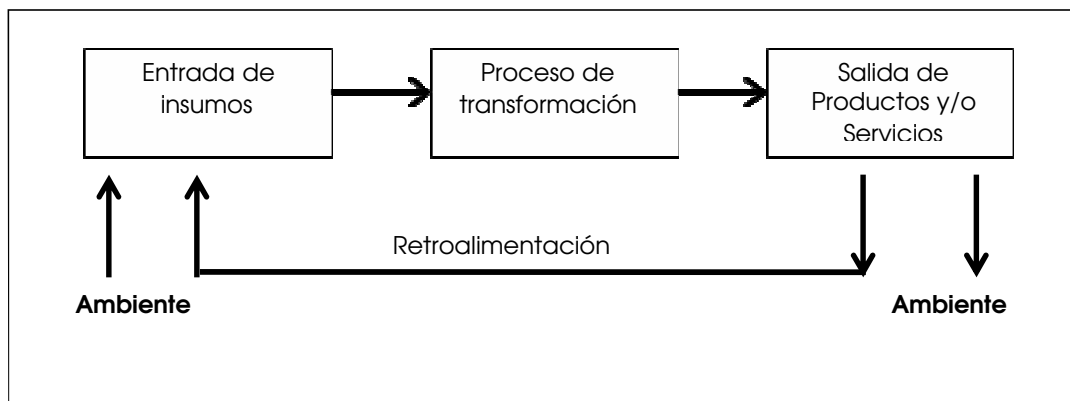 Entrada de
insumos
Proceso de
transformación
Salida de
Productos y/o
Servicios
Retroalimentación
Ambiente
Ambiente